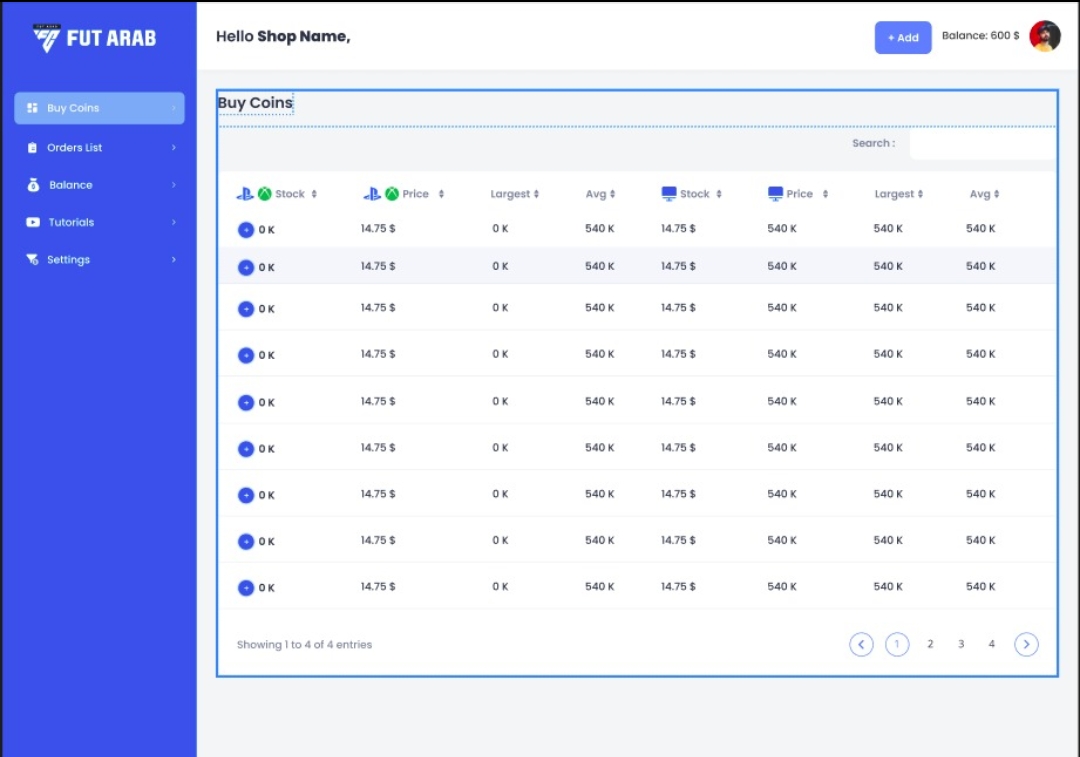 FUT ARAB
Hello Shop Name,
+ Add
Balance: 600 $
Buy Coins
Orders List
Balance
Tutorials
Settings
Buy Coins
Search :
Stock Price Largest Avg Stock Price Largest Avg
+ 0 K 14.75 $ 0 K 540 K 14.75 $ 540 K 540 K 540 K
+ 0 K 14.75 $ 0 K 540 K 14.75 $ 540 K 540 K 540 K
+ 0 K 14.75 $ 0 K 540 K 14.75 $ 540 K 540 K 540 K
+ 0 K 14.75 $ 0 K 540 K 14.75 $ 540 K 540 K 540 K
+ 0 K 14.75 $ 0 K 540 K 14.75 $ 540 K 540 K 540 K
+ 0 K 14.75 $ 0 K 540 K 14.75 $ 540 K 540 K 540 K
+ 0 K 14.75 $ 0 K 540 K 14.75 $ 540 K 540 K 540 K
+ 0 K 14.75 $ 0 K 540 K 14.75 $ 540 K 540 K 540 K
+ 0 K 14.75 $ 0 K 540 K 14.75 $ 540 K 540 K 540 K
Showing 1 to 4 of 4 entries
< 1 2 3 4 >